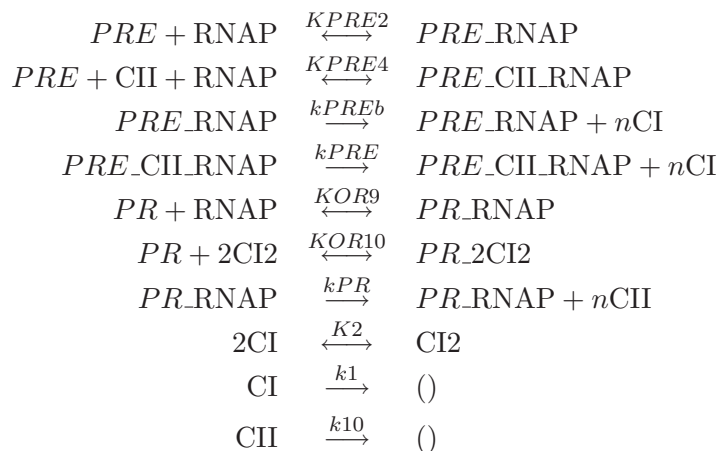 PRE + RNAP KPRE2 ⟷ PRE_RNAP
PRE + CII + RNAP KPRE4 ⟷ PRE_CII_RNAP
PRE_RNAP kPREb ⟶ PRE_RNAP + nCI
PRE_CII_RNAP kPRE ⟶ PRE_CII_RNAP + nCI
PR + RNAP KOR9 ⟷ PR_RNAP
PR + 2CI2 KOR10 ⟷ PR_2CI2
PR_RNAP kPR ⟶ PR_RNAP + nCII
2CI K2 ⟷ CI2
CI k1 ⟶ ()
CII k10 ⟶ ()